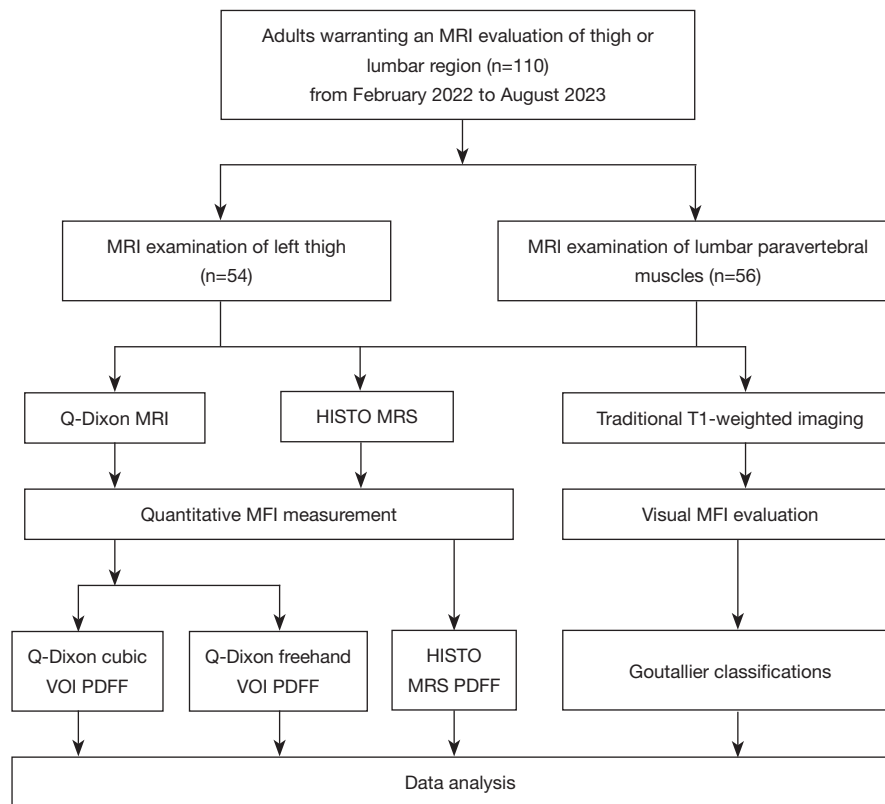 Adults warranting an MRI evaluation of thigh or
lumbar region (n=110)
from February 2022 to August 2023
MRI examination of left thigh
(n=54)
MRI examination of lumbar paravertebral
muscles (n=56)
Q-Dixon MRI
HISTO MRS
Traditional T1-weighted imaging
Quantitative MFI measurement
Visual MFI evaluation
Q-Dixon cubic
VOI PDFF
Q-Dixon freehand
VOI PDFF
HISTO
MRS PDFF
Goutallier classifications
Data analysis